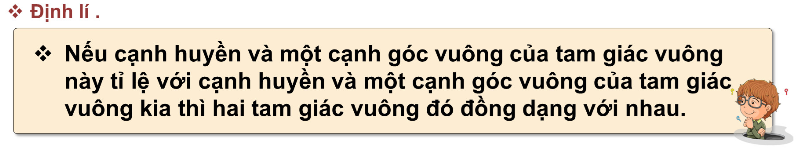 ❖ Định lí .
❖ Nếu cạnh huyền và một cạnh góc vuông của tam giác vuông
này tỉ lệ với cạnh huyền và một cạnh góc vuông của tam giác
vuông kia thì hai tam giác vuông đó đồng dạng với nhau.